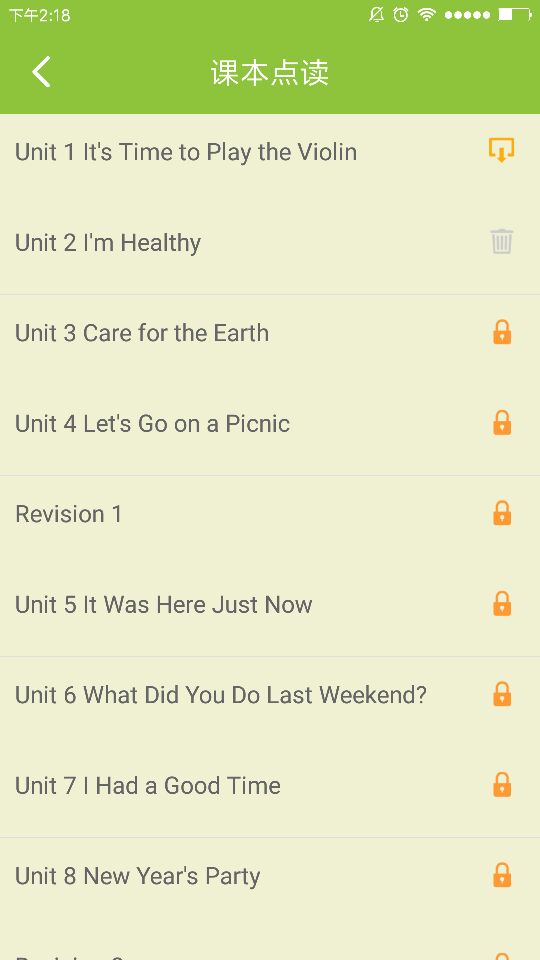 下午2:18
课本点读
Unit 1 It's Time to Play the Violin
Unit 2 I'm Healthy
Unit 3 Care for the Earth
Unit 4 Let's Go on a Picnic
Revision 1
Unit 5 It Was Here Just Now
Unit 6 What Did You Do Last Weekend?
Unit 7 I Had a Good Time
Unit 8 New Year's Party